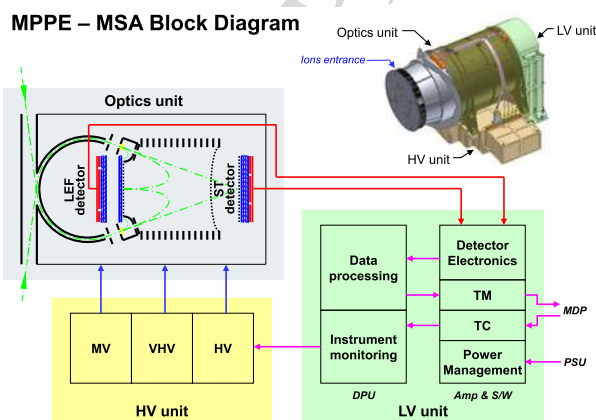 MPPE – MSA Block Diagram
Optics unit
LV unit
Ions entrance
HV unit
Optics unit
LEF
detector
ST
detector
Data
processing
Detector
Electronics
TM
MDP
TC
Instrument
monitoring
Power
Management
PSU
MV
VHV
HV
DPU
Amp & S/W
HV unit
LV unit